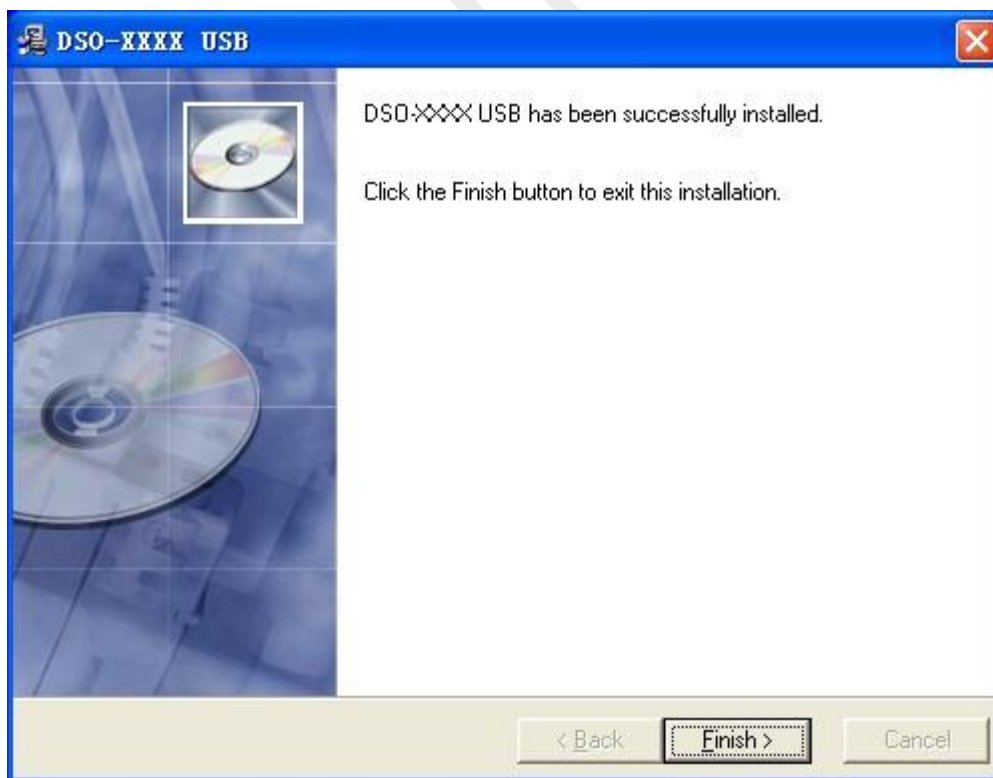 DSO-XXXX USB
DSO-XXXX USB has been successfully installed.
Click the Finish button to exit this installation.
< Back
Finish >
Cancel